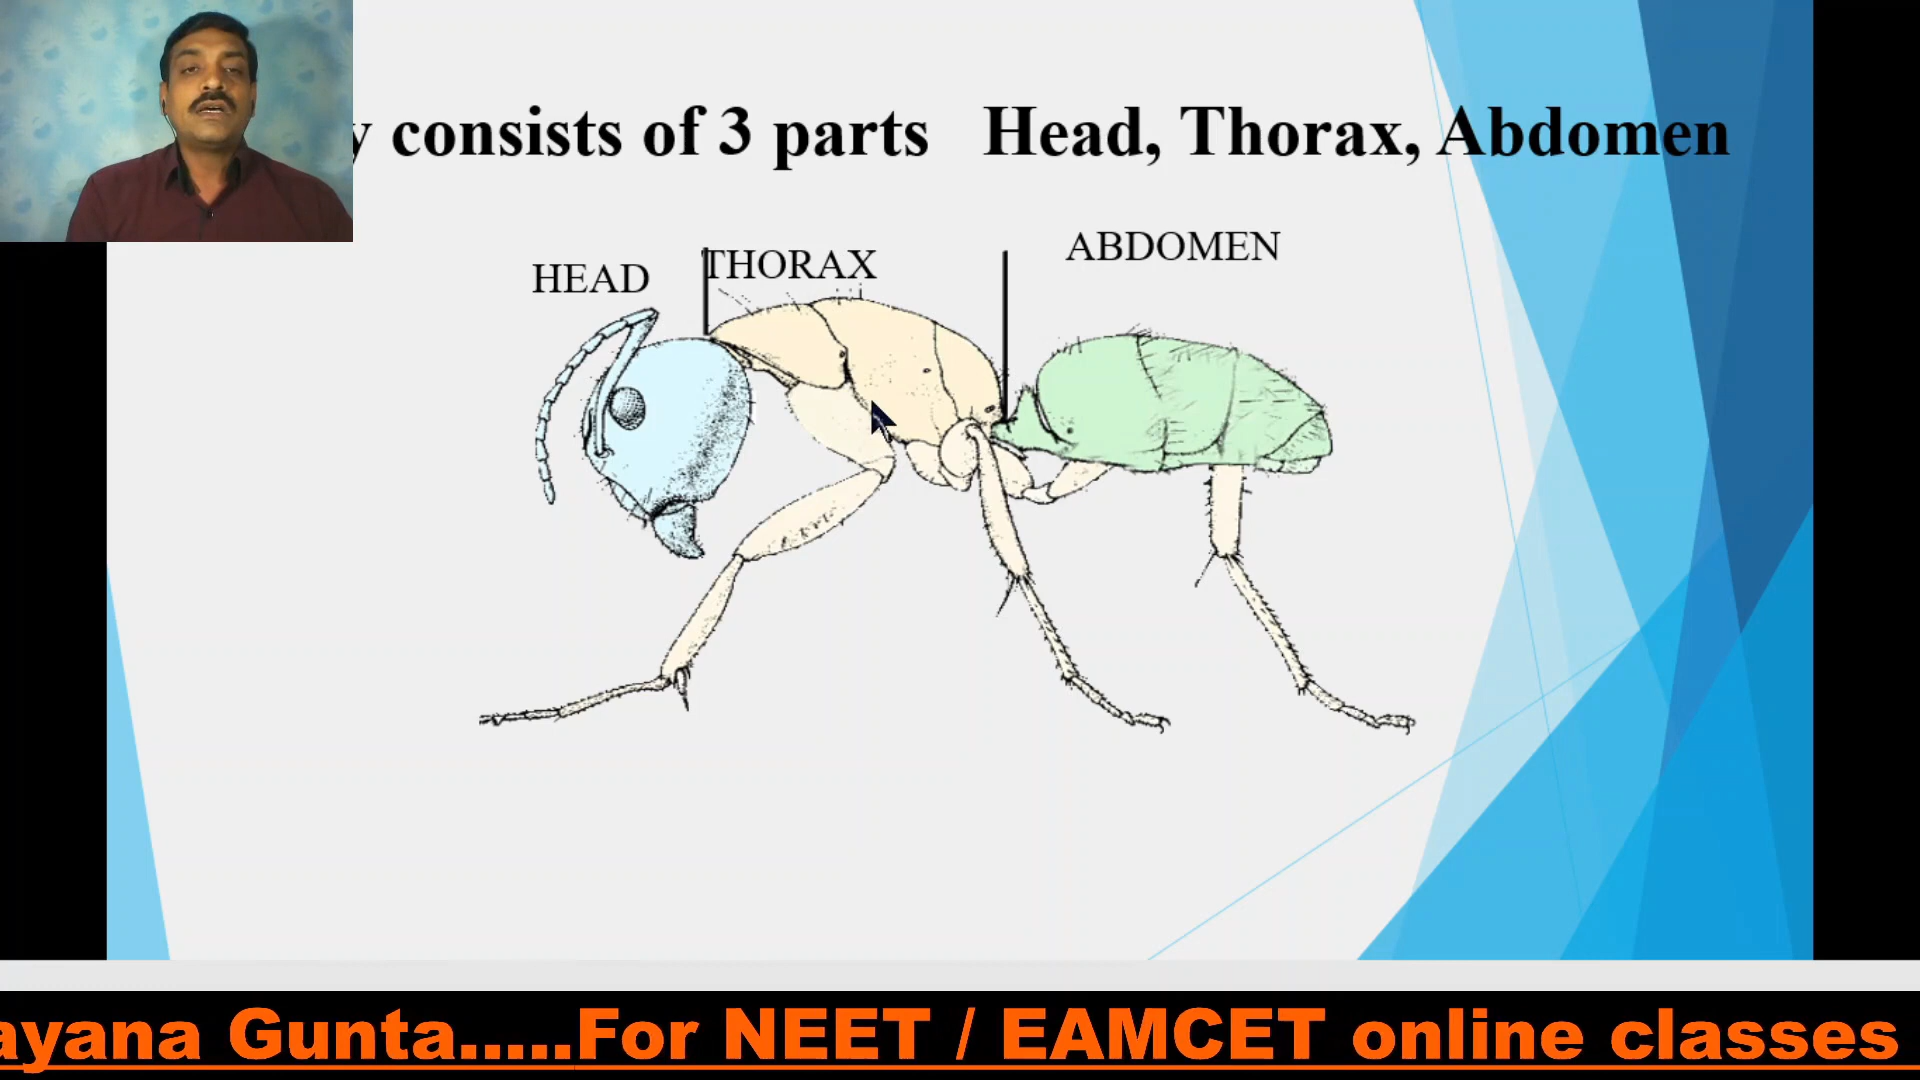 y consists of 3 parts Head, Thorax, Abdomen
HEAD
THORAX
ABDOMEN
ayana Gunta.....For NEET / EAMCET online classes